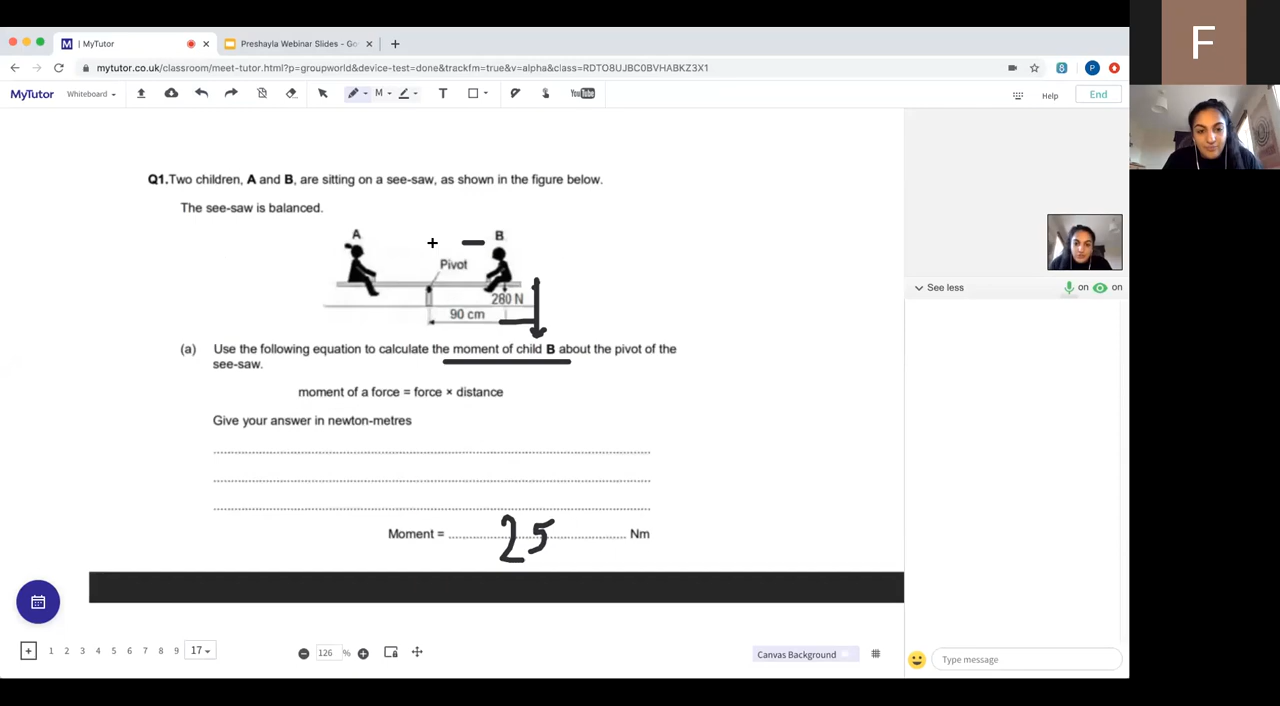 M | MyTutor
Preshayla Webinar Slides - Go
mytutor.co.uk/classroom/meet-tutor.html?p=groupworld&device-test=done&trackfm=true&v=alpha&class=RDTO8UJBC0BVHABKZ3X1
8 P
MyTutor Whiteboard M T YouTube Help End
F
Q1.Two children, A and B, are sitting on a see-saw, as shown in the figure below.
The see-saw is balanced.
A
B
Pivot
280 N
90 cm
See less on on
(a) Use the following equation to calculate the moment of child B about the pivot of the
see-saw.
moment of a force = force × distance
Give your answer in newton-metres
Moment = 25 Nm
+ 1 2 3 4 5 6 7 8 9 17
126 %
Canvas Background
Type message